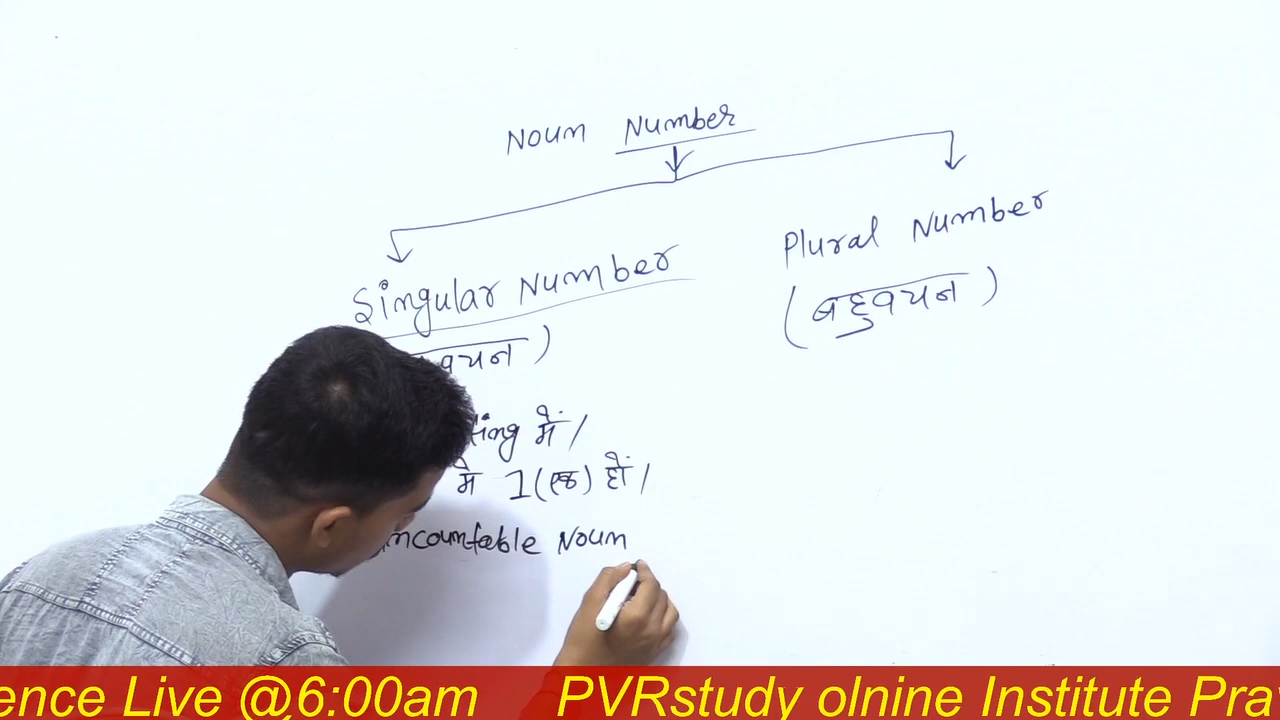 Noun Number
Singular Number
Plural Number
वचन)
(बहुवचन)
ting में /
में 1 (एक) हों /
uncountable Noun
ence Live @6:00am PVRstudy olnine Institute Pra